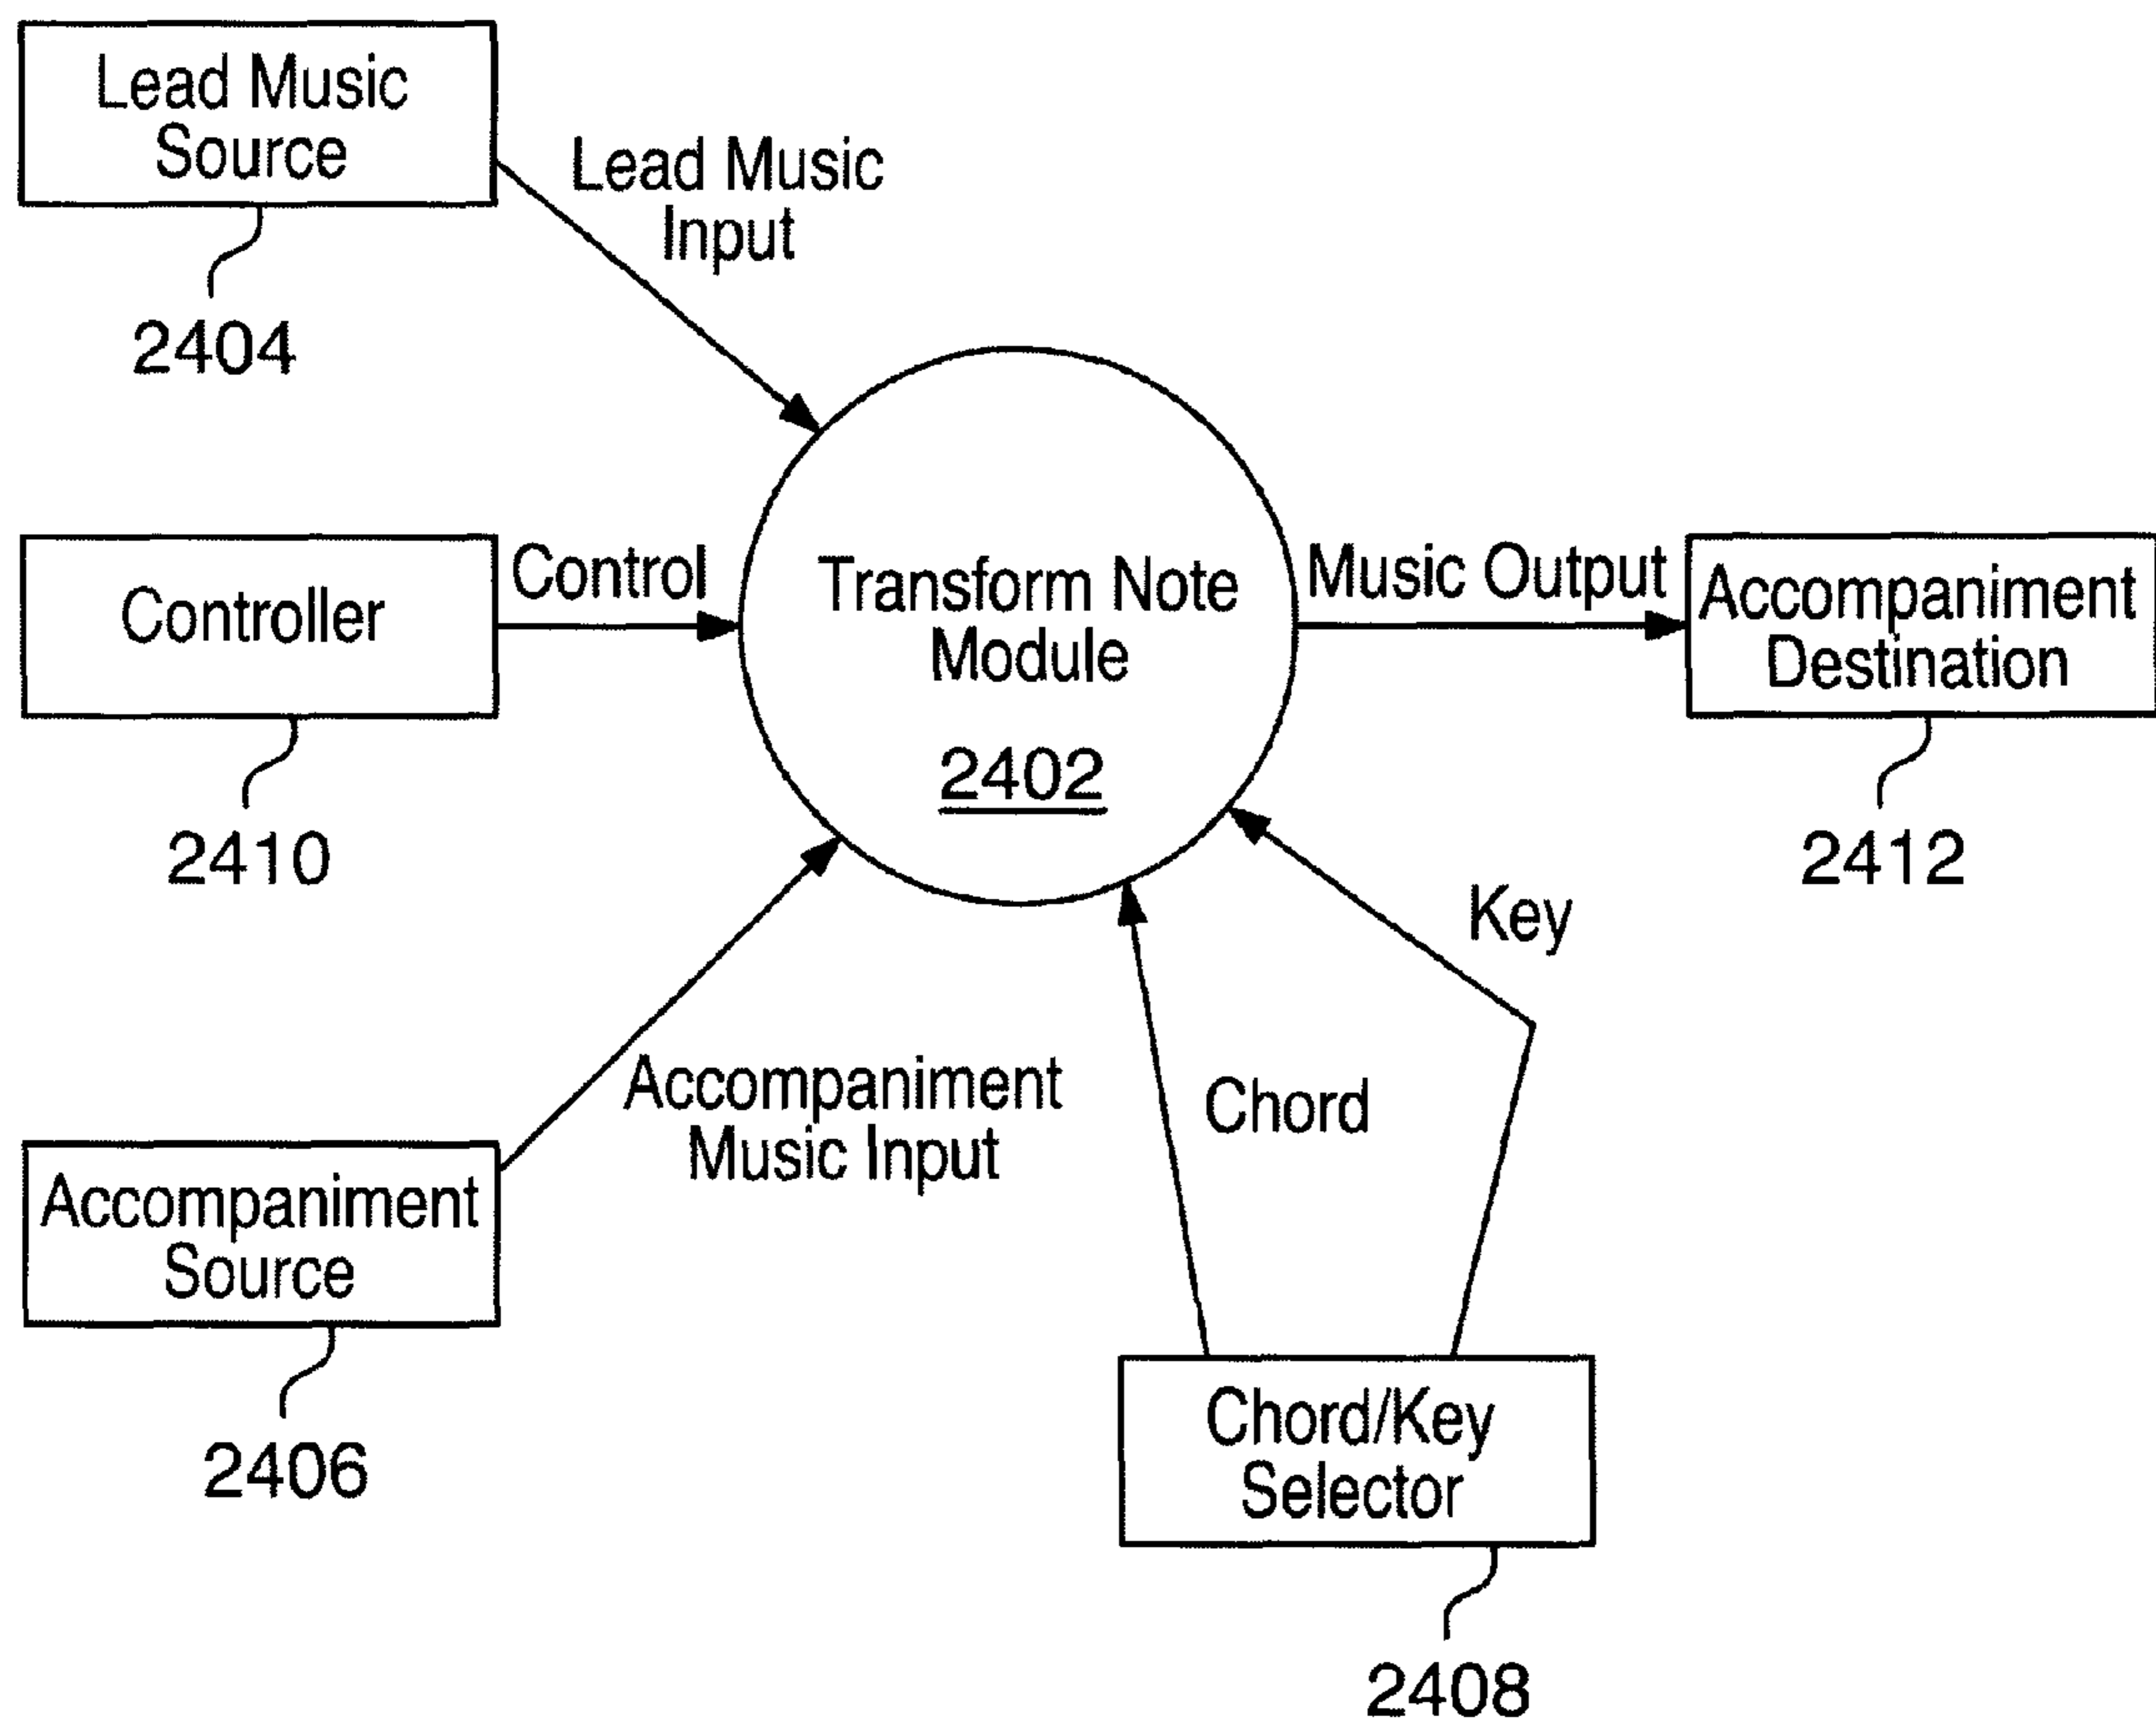 Lead Music
Source
2404
Lead Music
Input
Controller
2410
Control
Transform Note
Module
2402
Music Output
Accompaniment
Destination
2412
Accompaniment
Source
2406
Accompaniment
Music Input
Chord
Key
Chord/Key
Selector
2408